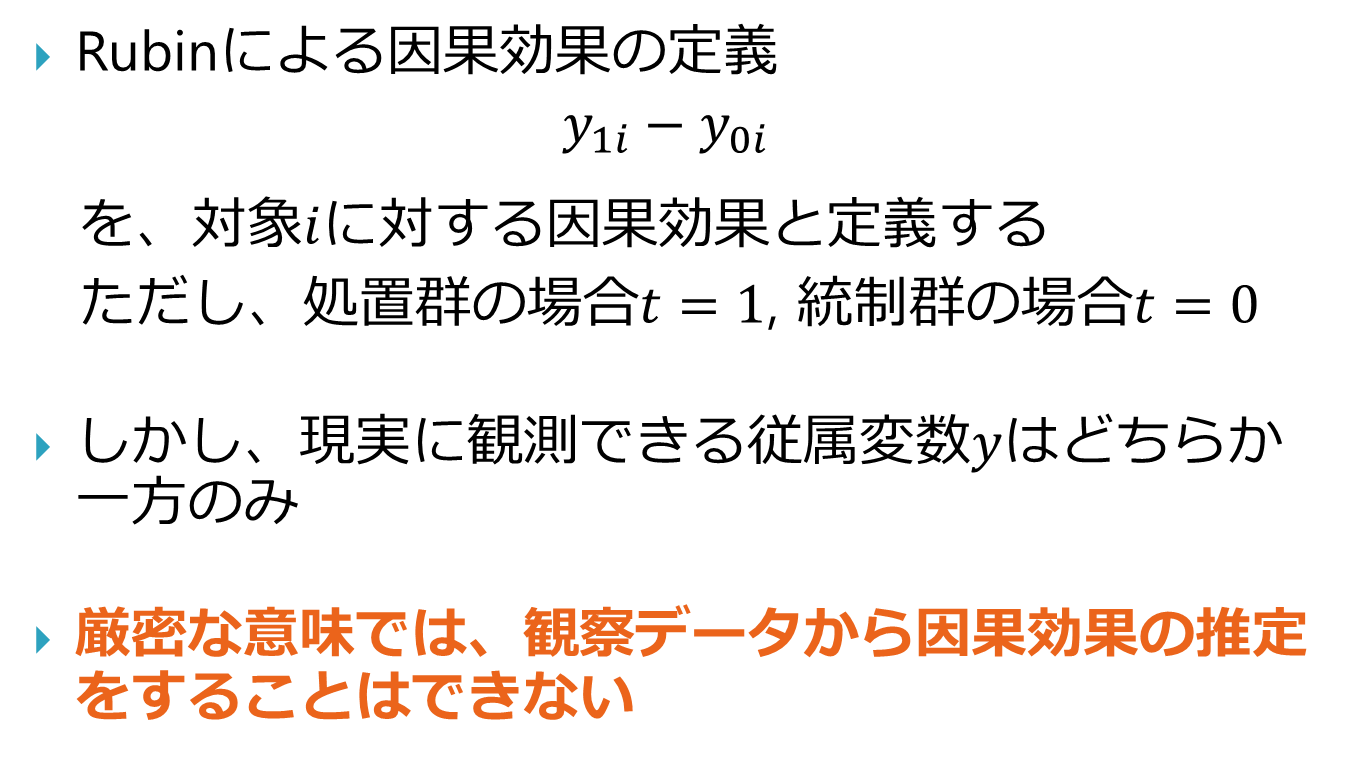 Rubinによる因果効果の定義
y₁ᵢ − y₀ᵢ
を、対象iに対する因果効果と定義する
ただし、処置群の場合t = 1, 統制群の場合t = 0
しかし、現実に観測できる従属変数yはどちらか
一方のみ
厳密な意味では、観察データから因果効果の推定
をすることはできない